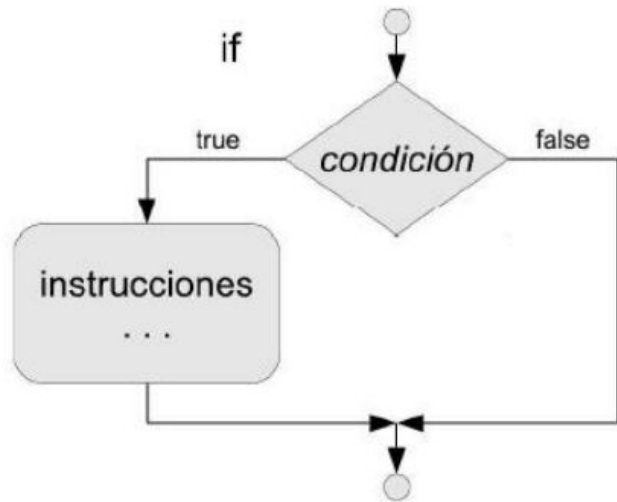 if
true
condición
false
instrucciones
. . .